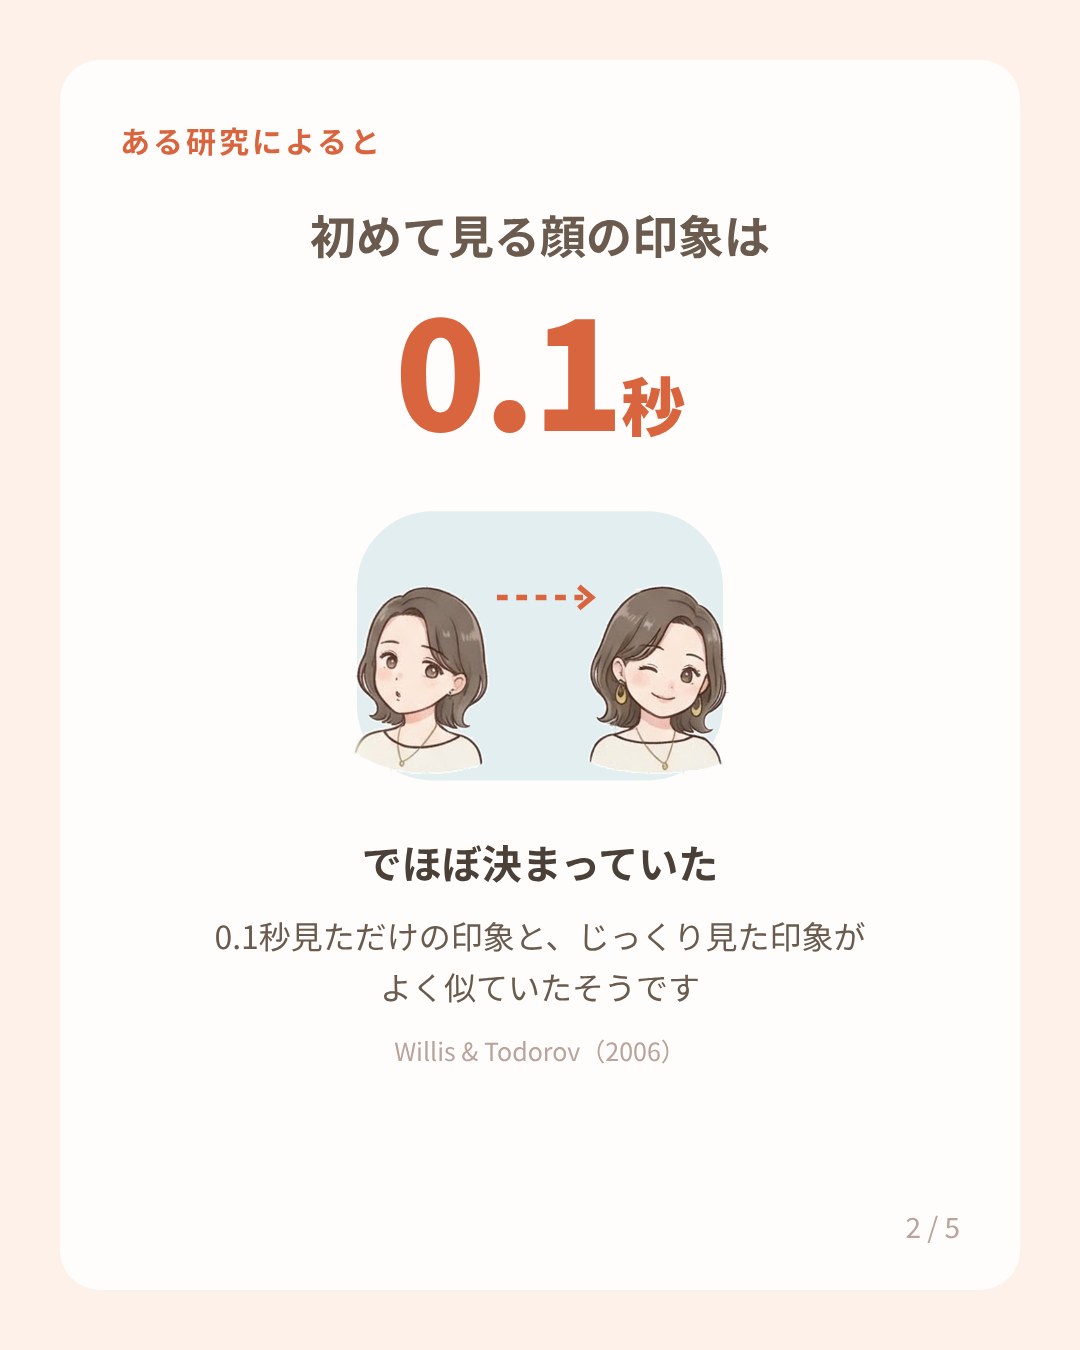 ある研究によると
初めて見る顔の印象は
0.1秒
でほぼ決まっていた
0.1秒見ただけの印象と、じっくり見た印象が
よく似ていたそうです
Willis & Todorov（2006）
2 / 5